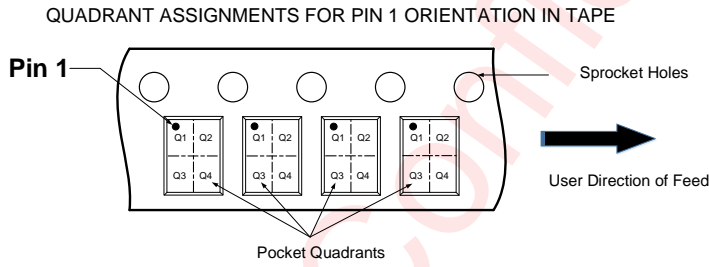 QUADRANT ASSIGNMENTS FOR PIN 1 ORIENTATION IN TAPE
Pin 1
Sprocket Holes
Q1 Q2 Q1 Q2 Q1 Q2 Q1 Q2
Q3 Q4 Q3 Q4 Q3 Q4 Q3 Q4
User Direction of Feed
Pocket Quadrants